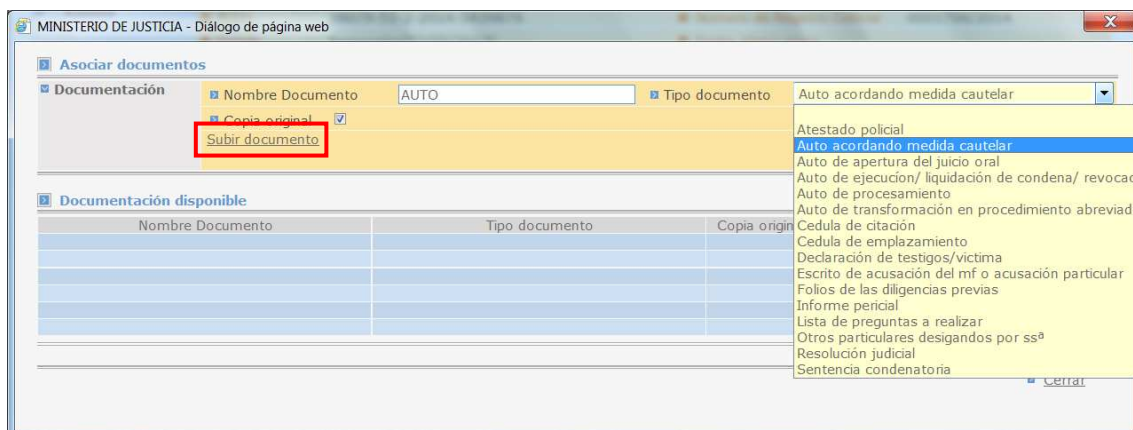 MINISTERIO DE JUSTICIA - Diálogo de página web
Asociar documentos
Documentación
Nombre Documento AUTO Tipo documento Auto acordando medida cautelar
Copia original
Subir documento
Atestado policial
Auto acordando medida cautelar
Auto de apertura del juicio oral
Auto de ejecucíon/ liquidación de condena/ revocac
Auto de procesamiento
Auto de transformación en procedimiento abreviad
Cedula de citación
Cedula de emplazamiento
Declaración de testigos/victima
Escrito de acusación del mf o acusación particular
Folios de las diligencias previas
Informe pericial
Lista de preguntas a realizar
Otros particulares desigandos por ssª
Resolución judicial
Sentencia condenatoria
Documentación disponible
Nombre Documento Tipo documento Copia origin
Cerrar